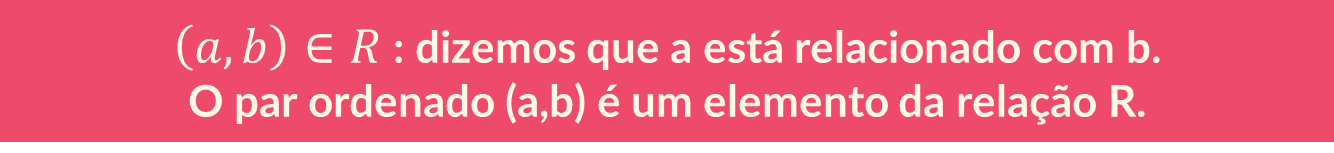 (a, b) ∈ R : dizemos que a está relacionado com b.
O par ordenado (a,b) é um elemento da relação R.